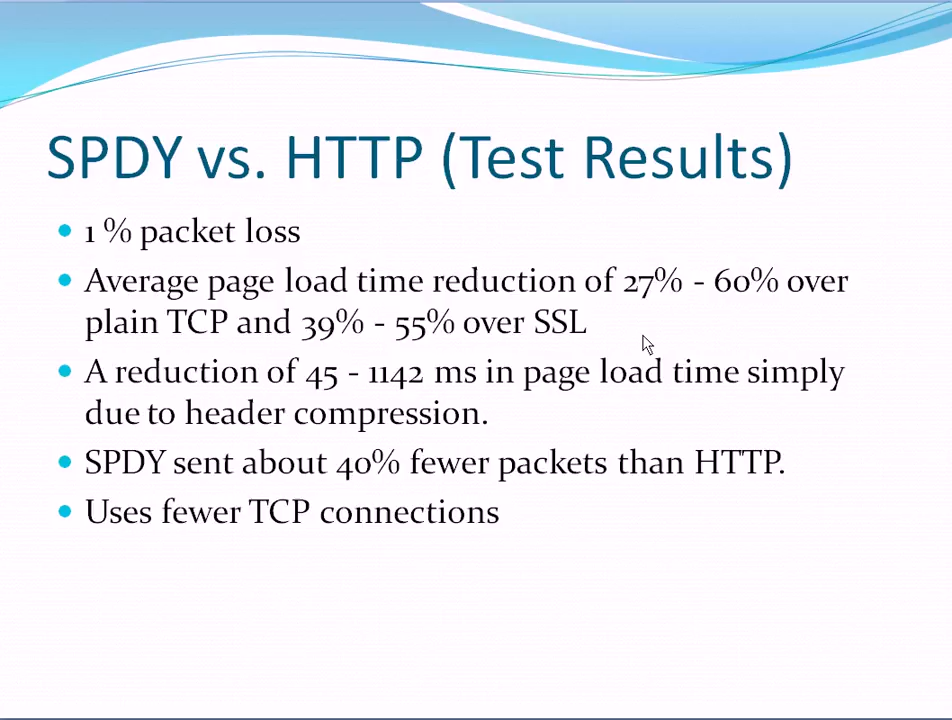 SPDY vs. HTTP (Test Results)
• 1 % packet loss
• Average page load time reduction of 27% - 60% over
plain TCP and 39% - 55% over SSL
• A reduction of 45 - 1142 ms in page load time simply
due to header compression.
• SPDY sent about 40% fewer packets than HTTP.
• Uses fewer TCP connections